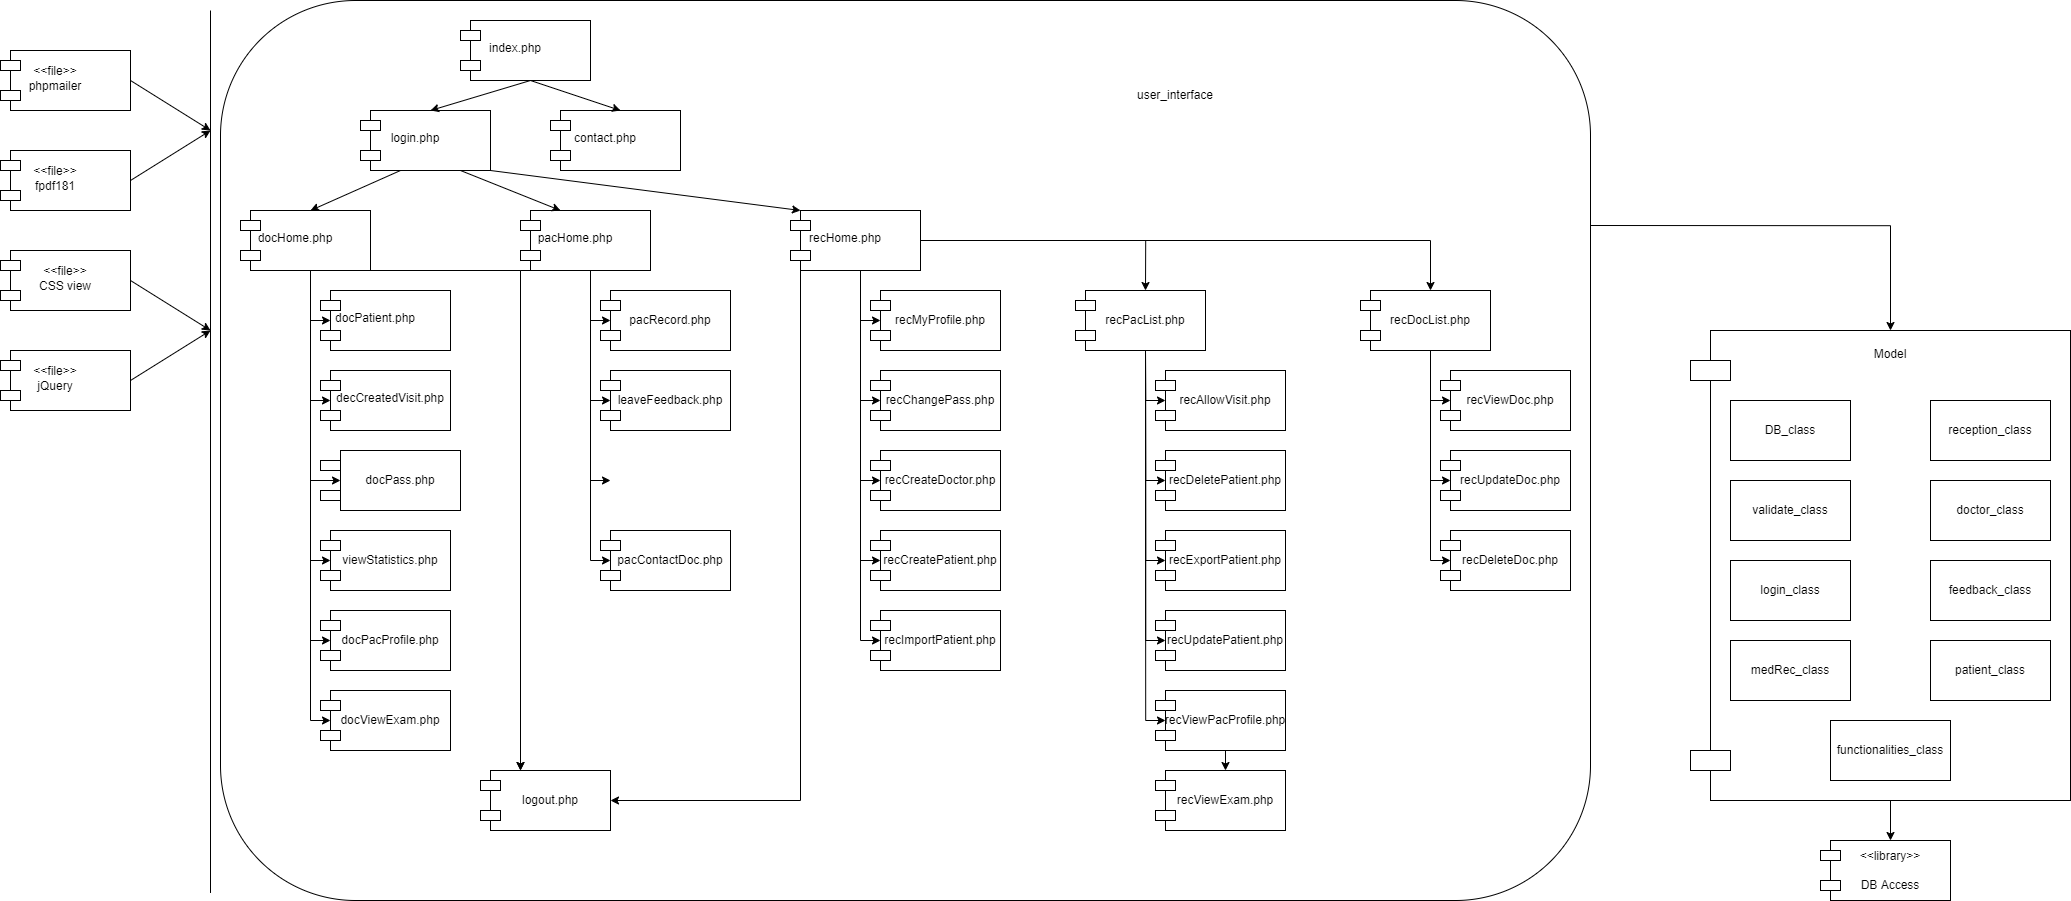 <<file>>
phpmailer
<<file>>
fpdf181
<<file>>
CSS view
<<file>>
jQuery
user_interface
index.php
login.php
contact.php
docHome.php
pacHome.php
recHome.php
docPatient.php
decCreatedVisit.php
docPass.php
viewStatistics.php
docPacProfile.php
docViewExam.php
pacRecord.php
leaveFeedback.php
pacContactDoc.php
logout.php
recMyProfile.php
recChangePass.php
recCreateDoctor.php
recCreatePatient.php
recImportPatient.php
recPacList.php
recAllowVisit.php
recDeletePatient.php
recExportPatient.php
recUpdatePatient.php
recViewPacProfile.php
recViewExam.php
recDocList.php
recViewDoc.php
recUpdateDoc.php
recDeleteDoc.php
Model
DB_class
reception_class
validate_class
doctor_class
login_class
feedback_class
medRec_class
patient_class
functionalities_class
<<library>>
DB Access